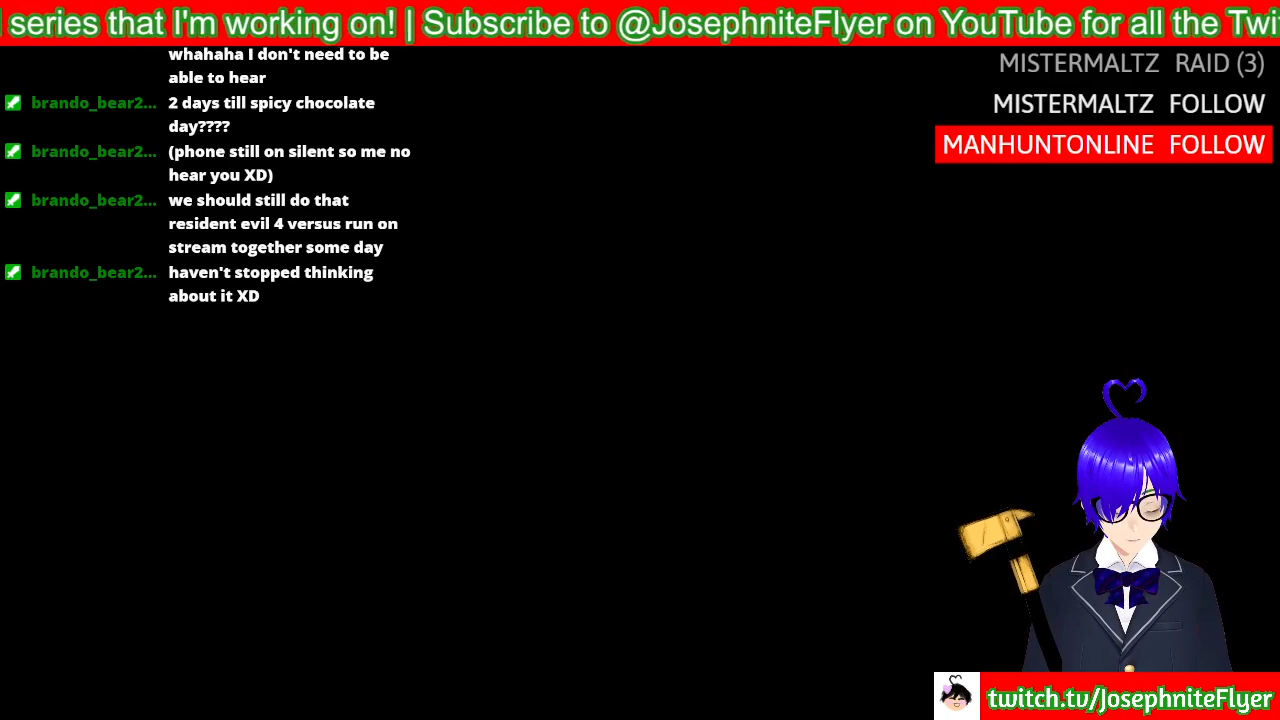 series that I'm working on! | Subscribe to @JosephniteFlyer on YouTube for all the Twi
whahaha I don't need to be
able to hear
brando_bear2... 2 days till spicy chocolate
day????
brando_bear2... (phone still on silent so me no
hear you XD)
brando_bear2... we should still do that
resident evil 4 versus run on
stream together some day
brando_bear2... haven't stopped thinking
about it XD
MISTERMALTZ RAID (3)
MISTERMALTZ FOLLOW
MANHUNTONLINE FOLLOW
twitch.tv/JosephniteFlyer